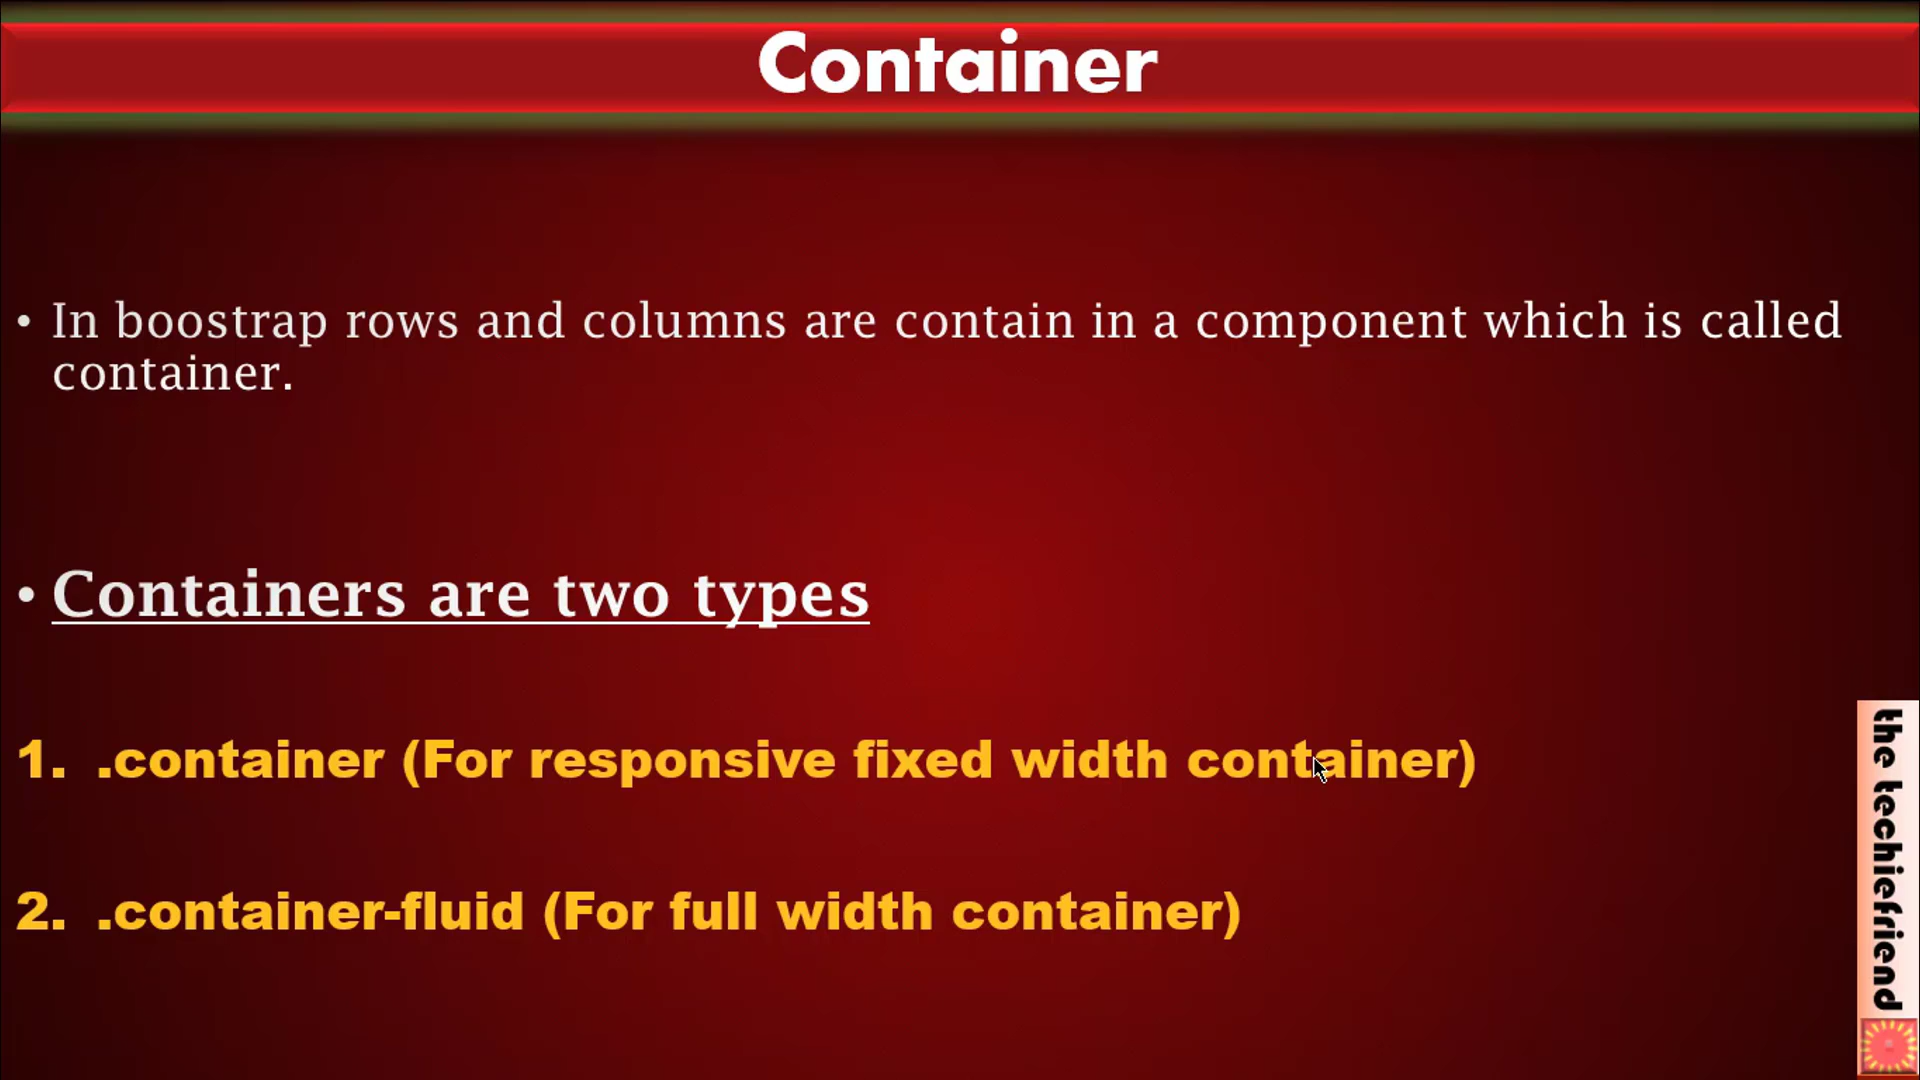 Container
• In boostrap rows and columns are contain in a component which is called
container.
• Containers are two types
1. .container (For responsive fixed width container)
2. .container-fluid (For full width container)
the techiefriend